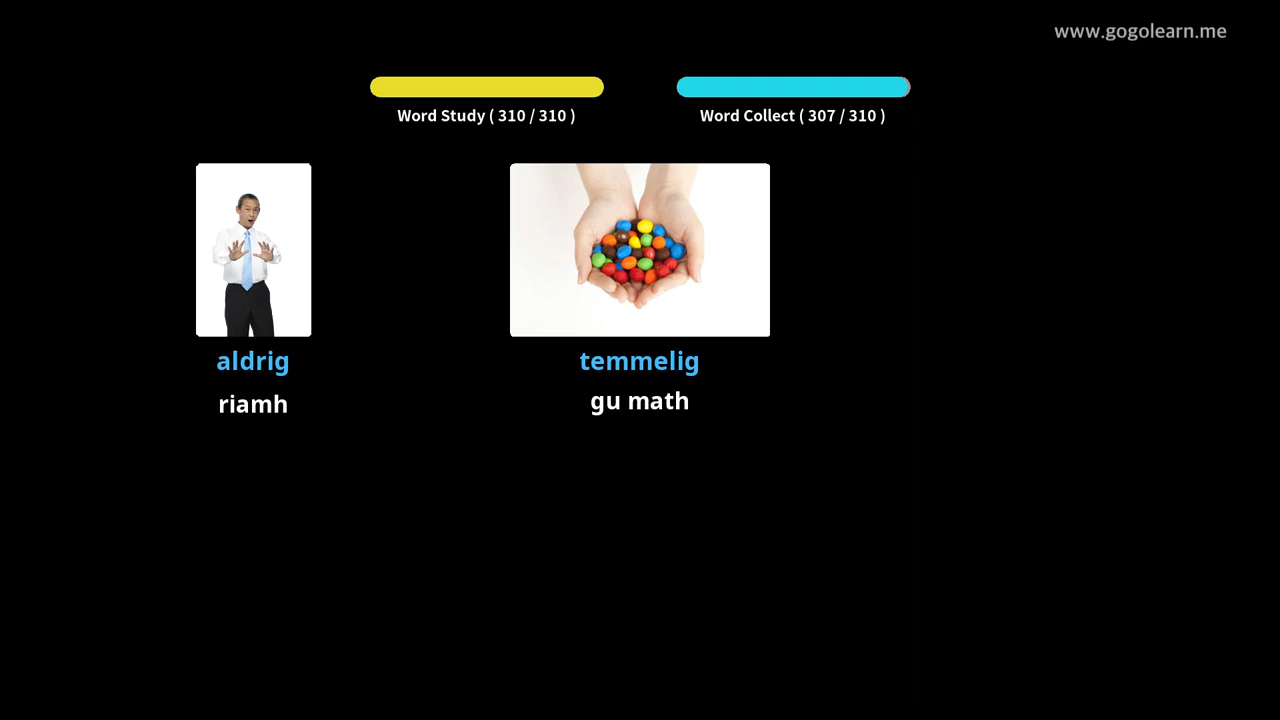 www.gogolearn.me
Word Study ( 310 / 310 )
Word Collect ( 307 / 310 )
aldrig
riamh
temmelig
gu math